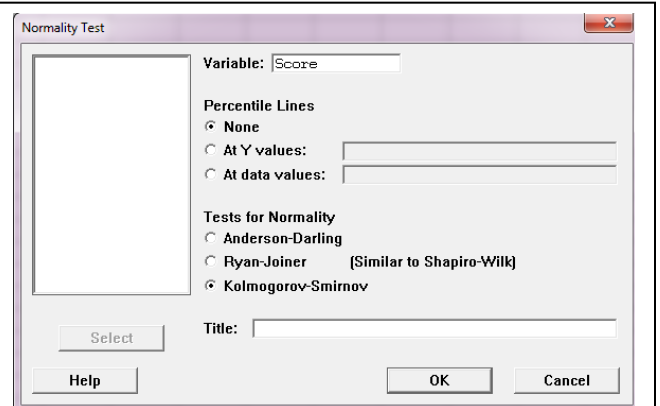 Normality Test
Variable: Score
Percentile Lines
None
At Y values:
At data values:
Tests for Normality
Anderson-Darling
Ryan-Joiner (Similar to Shapiro-Wilk)
Kolmogorov-Smirnov
Select
Title:
Help OK Cancel